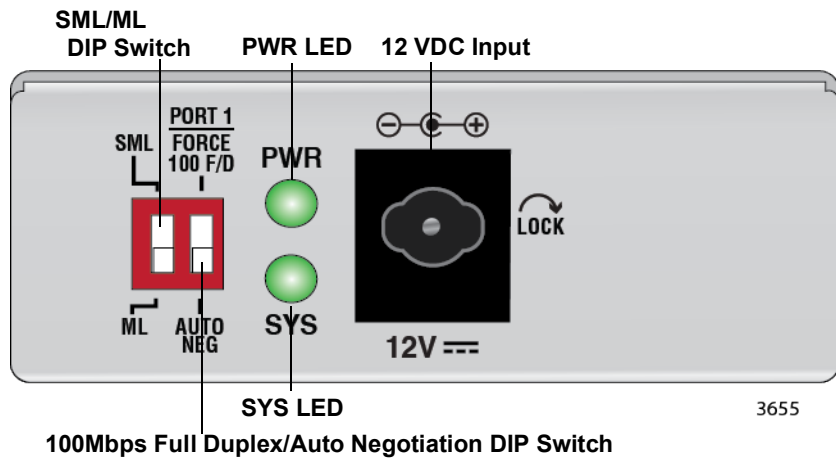 SML/ML
DIP Switch
PWR LED
12 VDC Input
PORT 1
SML
FORCE
100 F/D
PWR
LOCK
ML
AUTO
NEG
SYS
12V
SYS LED
3655
100Mbps Full Duplex/Auto Negotiation DIP Switch